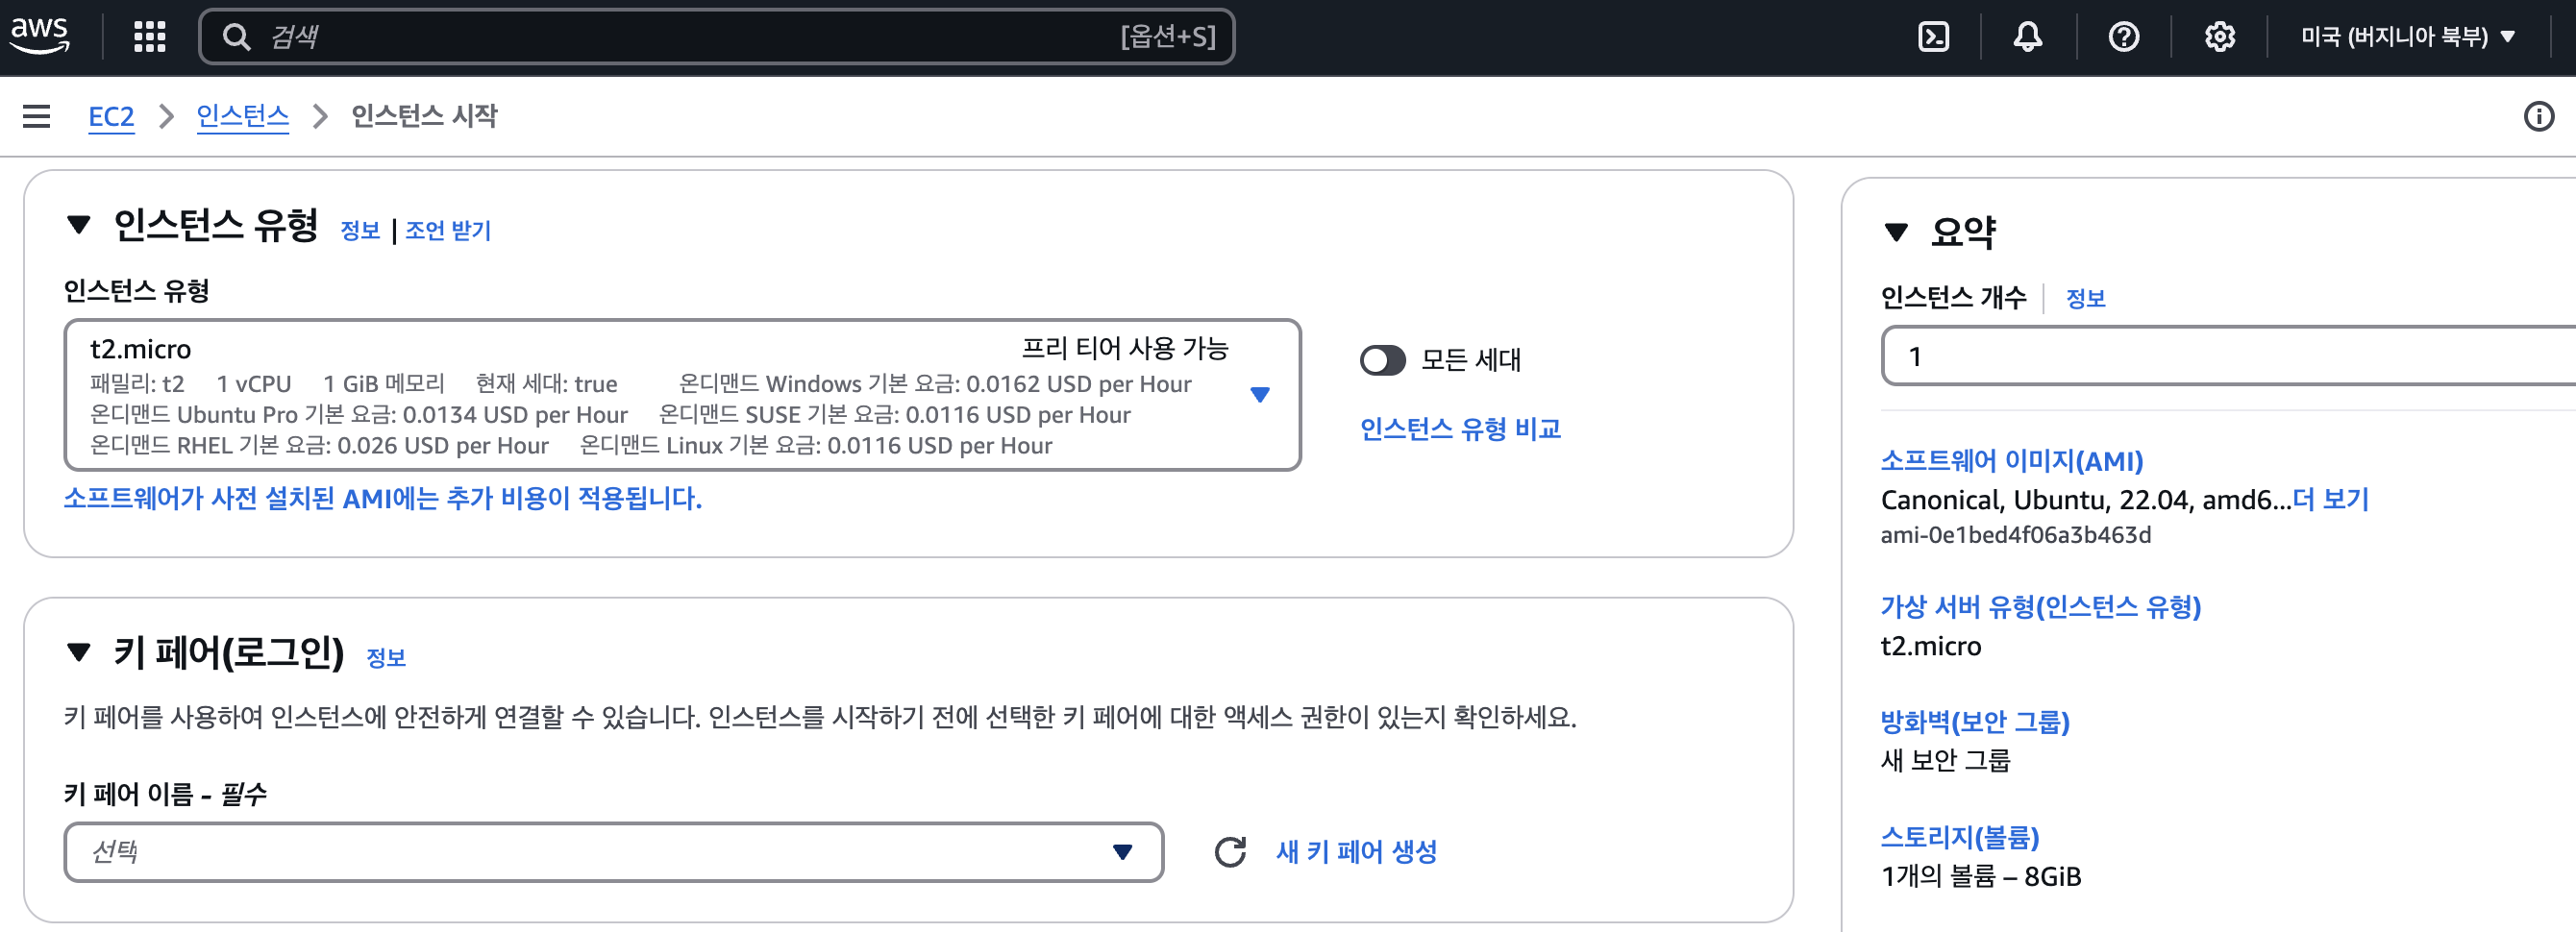 aws
검색 [옵션+S]
미국 (버지니아 북부)
EC2 인스턴스 인스턴스 시작
인스턴스 유형 정보 | 조언 받기
인스턴스 유형
t2.micro 프리 티어 사용 가능
패밀리: t2 1 vCPU 1 GiB 메모리 현재 세대: true 온디맨드 Windows 기본 요금: 0.0162 USD per Hour
온디맨드 Ubuntu Pro 기본 요금: 0.0134 USD per Hour 온디맨드 SUSE 기본 요금: 0.0116 USD per Hour
온디맨드 RHEL 기본 요금: 0.026 USD per Hour 온디맨드 Linux 기본 요금: 0.0116 USD per Hour
모든 세대
인스턴스 유형 비교
소프트웨어가 사전 설치된 AMI에는 추가 비용이 적용됩니다.
키 페어(로그인) 정보
키 페어를 사용하여 인스턴스에 안전하게 연결할 수 있습니다. 인스턴스를 시작하기 전에 선택한 키 페어에 대한 액세스 권한이 있는지 확인하세요.
키 페어 이름 - 필수
선택
새 키 페어 생성
요약
인스턴스 개수 정보
1
소프트웨어 이미지(AMI)
Canonical, Ubuntu, 22.04, amd6...더 보기
ami-0e1bed4f06a3b463d
가상 서버 유형(인스턴스 유형)
t2.micro
방화벽(보안 그룹)
새 보안 그룹
스토리지(볼륨)
1개의 볼륨 – 8GiB